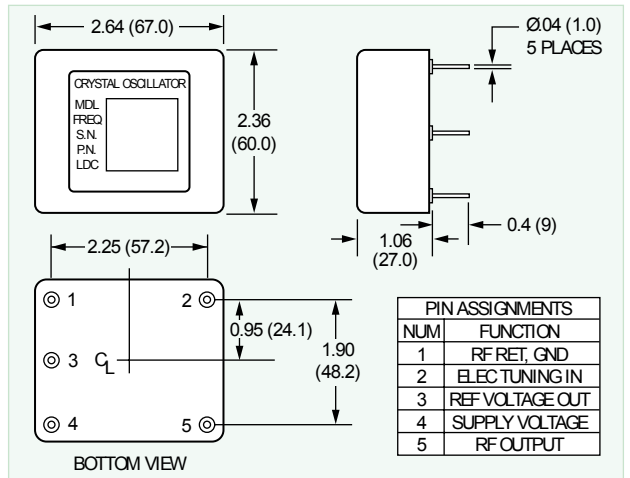 2.64 (67.0)
CRYSTAL OSCILLATOR
MDL
FREQ
S.N.
P.N.
LDC
2.36
(60.0)
Ø.04 (1.0)
5 PLACES
0.4 (9)
1.06
(27.0)
2.25 (57.2)
1
2
3
CL
4
5
0.95 (24.1)
1.90
(48.2)
BOTTOM VIEW
PIN ASSIGNMENTS
NUM FUNCTION
1 RF RET, GND
2 ELEC TUNING IN
3 REF VOLTAGE OUT
4 SUPPLY VOLTAGE
5 RF OUTPUT